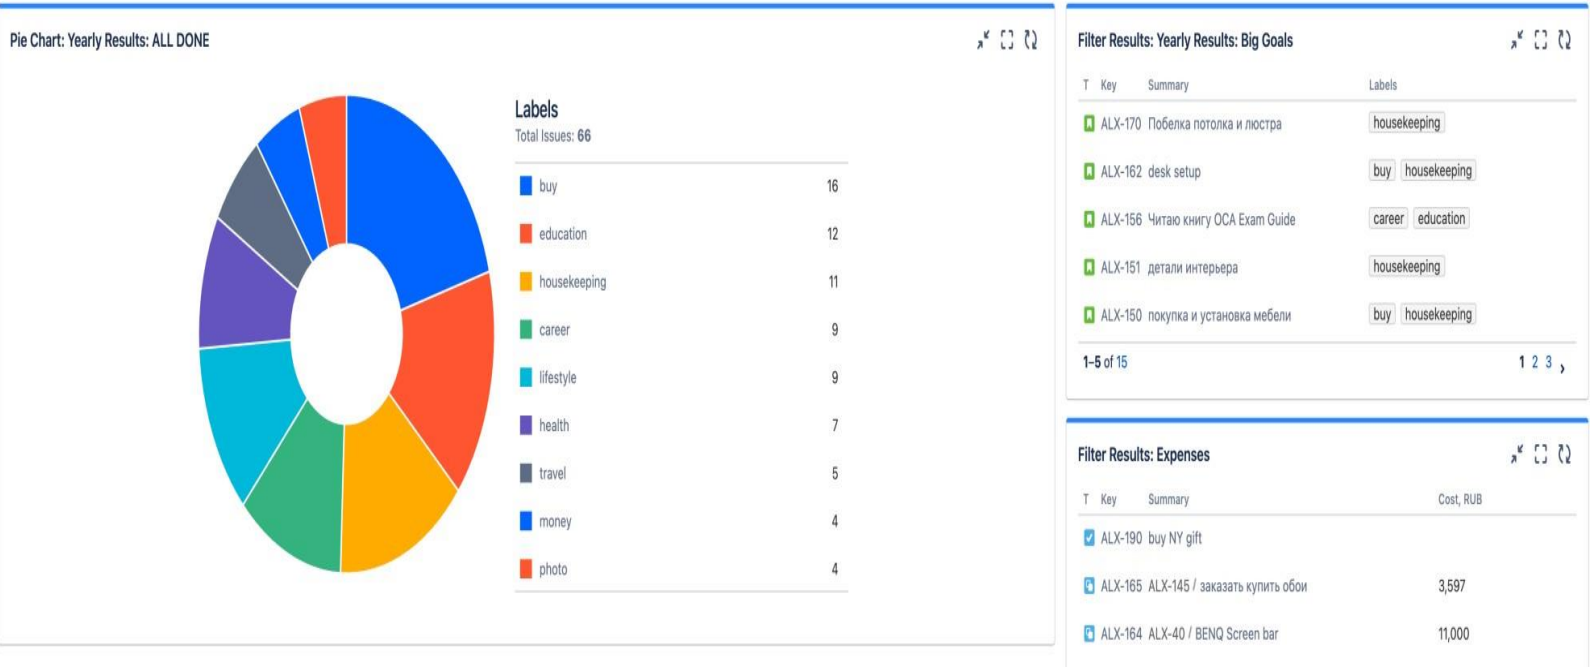 Pie Chart: Yearly Results: ALL DONE
Labels
Total Issues: 66
buy 16
education 12
housekeeping 11
career 9
lifestyle 9
health 7
travel 5
money 4
photo 4
Filter Results: Yearly Results: Big Goals
T Key Summary Labels
ALX-170 Побелка потолка и люстра housekeeping
ALX-162 desk setup buy housekeeping
ALX-156 Читаю книгу OCA Exam Guide career education
ALX-151 детали интерьера housekeeping
ALX-150 покупка и установка мебели buy housekeeping
1–5 of 15 1 2 3 ›
Filter Results: Expenses
T Key Summary Cost, RUB
ALX-190 buy NY gift
ALX-165 ALX-145 / заказать купить обои 3,597
ALX-164 ALX-40 / BENQ Screen bar 11,000